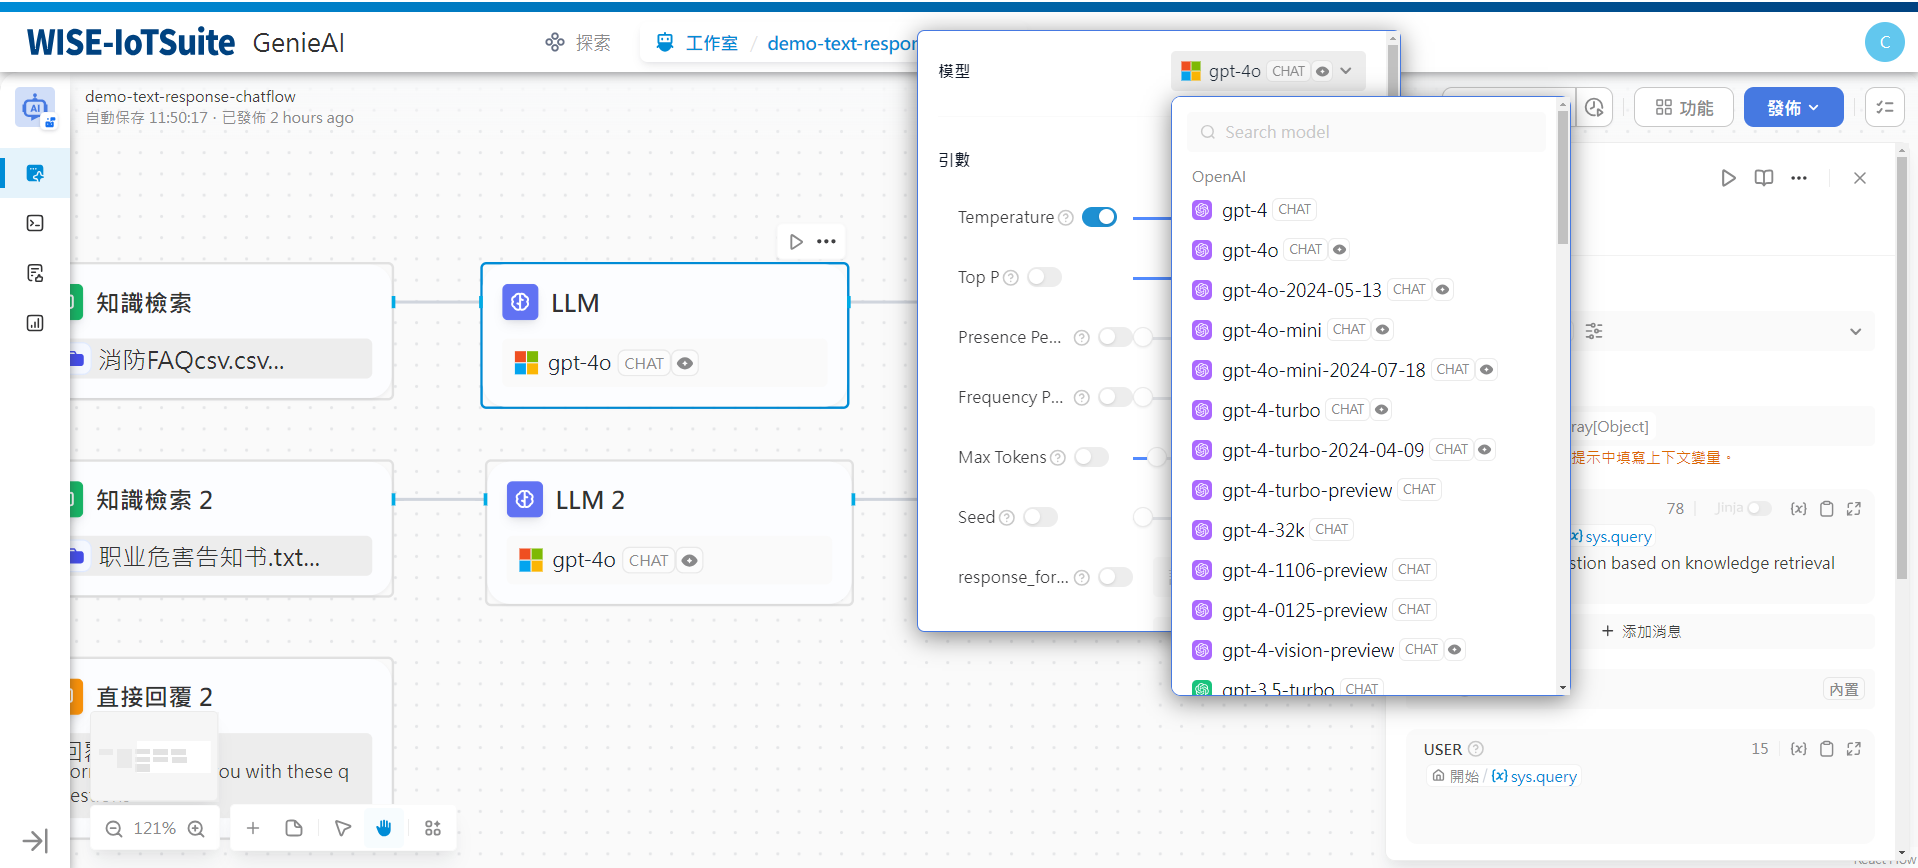 WISE-IoTSuite GenieAI
探索
工作室 / demo-text-respon
C
demo-text-response-chatflow
自動保存 11:50:17 · 已發佈 2 hours ago
功能
發佈
知識檢索
消防FAQcsv.csv...
LLM
gpt-4o CHAT
知識檢索 2
职业危害告知书.txt...
LLM 2
gpt-4o CHAT
直接回覆 2
回覆
ou with these q
121%
模型
gpt-4o CHAT
引數
Temperature
Top P
Presence Pe...
Frequency P...
Max Tokens
Seed
response_for...
Search model
OpenAI
gpt-4 CHAT
gpt-4o CHAT
gpt-4o-2024-05-13 CHAT
gpt-4o-mini CHAT
gpt-4o-mini-2024-07-18 CHAT
gpt-4-turbo CHAT
gpt-4-turbo-2024-04-09 CHAT
gpt-4-turbo-preview CHAT
gpt-4-32k CHAT
gpt-4-1106-preview CHAT
gpt-4-0125-preview CHAT
gpt-4-vision-preview CHAT
gpt-3.5-turbo CHAT
ray[Object]
提示中填寫上下文變量。
78 Jinja {x}
{x} sys.query
stion based on knowledge retrieval
+ 添加消息
內置
USER 15 {x}
開始 / {x} sys.query
React Flow